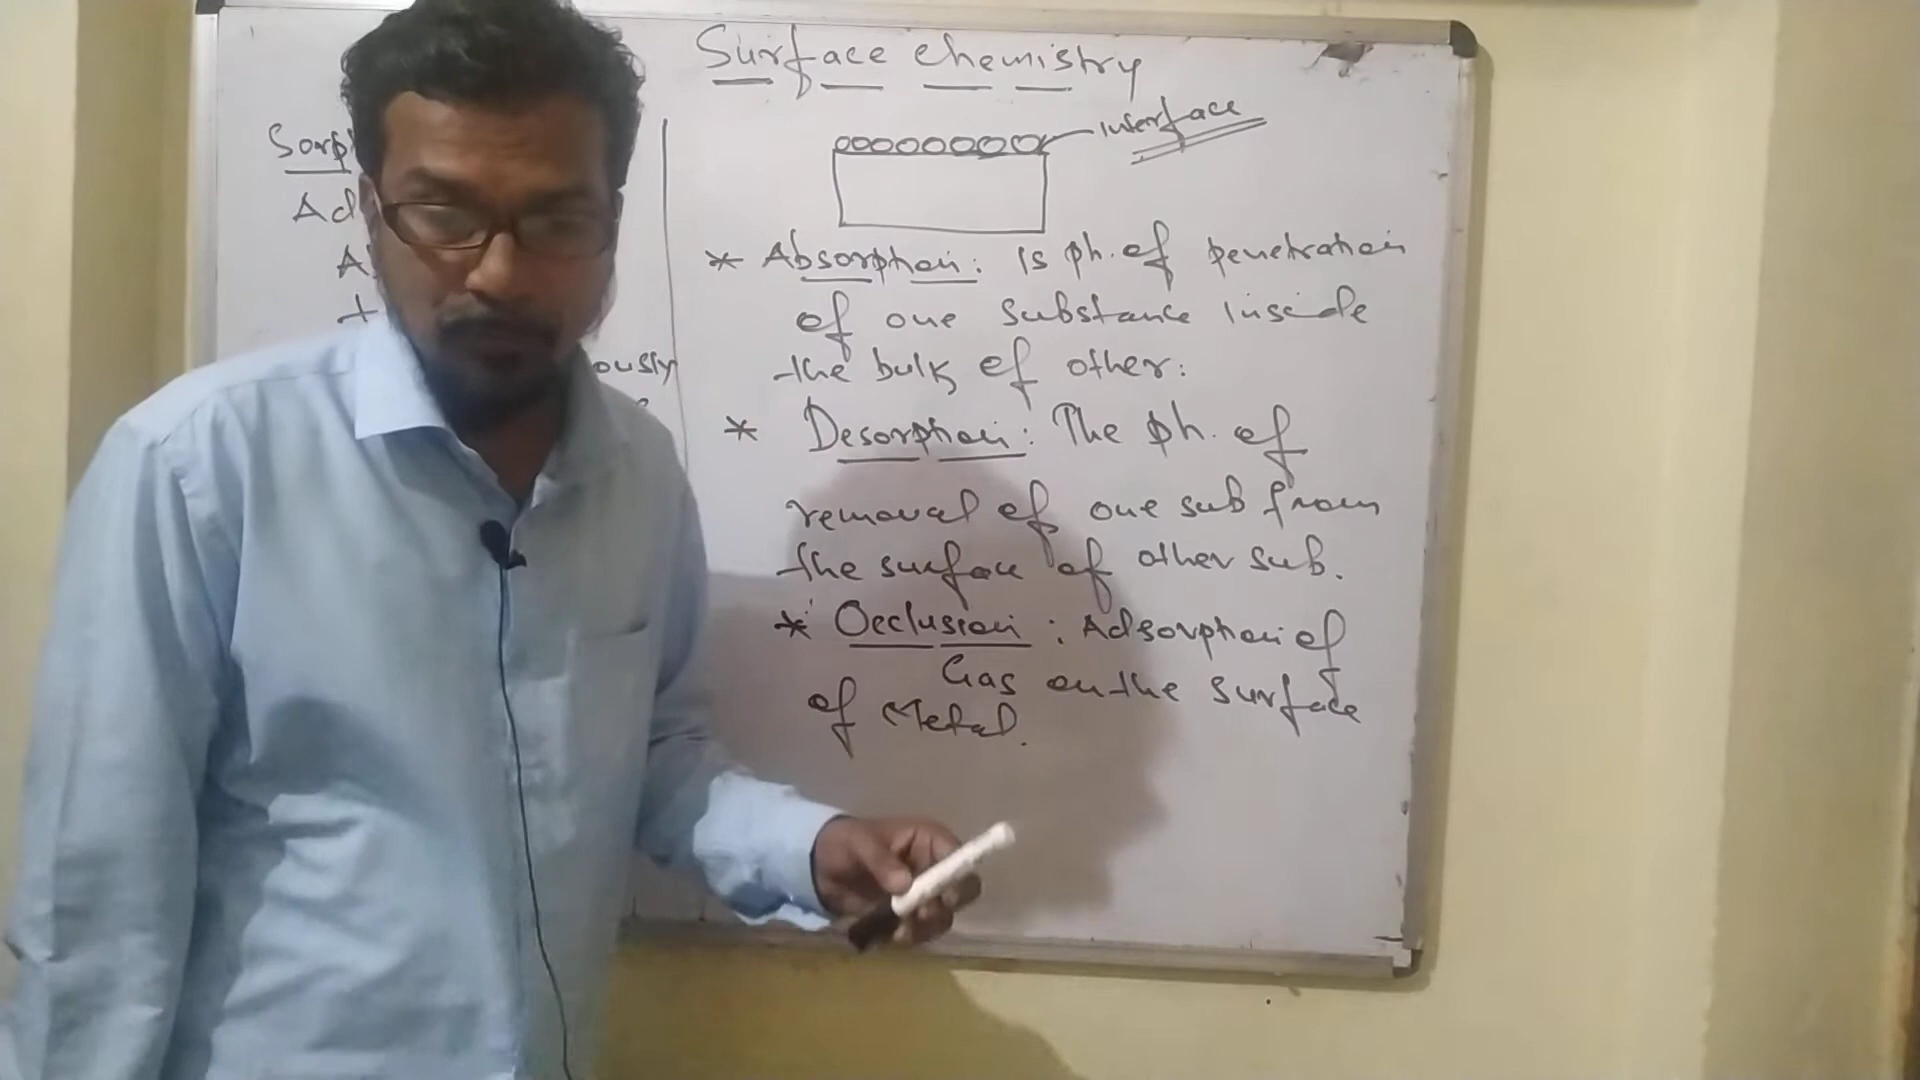 Surface chemistry
Sorp
Ad
A
t
ously
Interface
* Absorption: is ph. of penetration
of one substance inside
the bulk of other:
* Desorption: The ph. of
removal of one sub from
the surface of other sub.
* Occlusion: Adsorption of
Gas on the surface
of Metal.